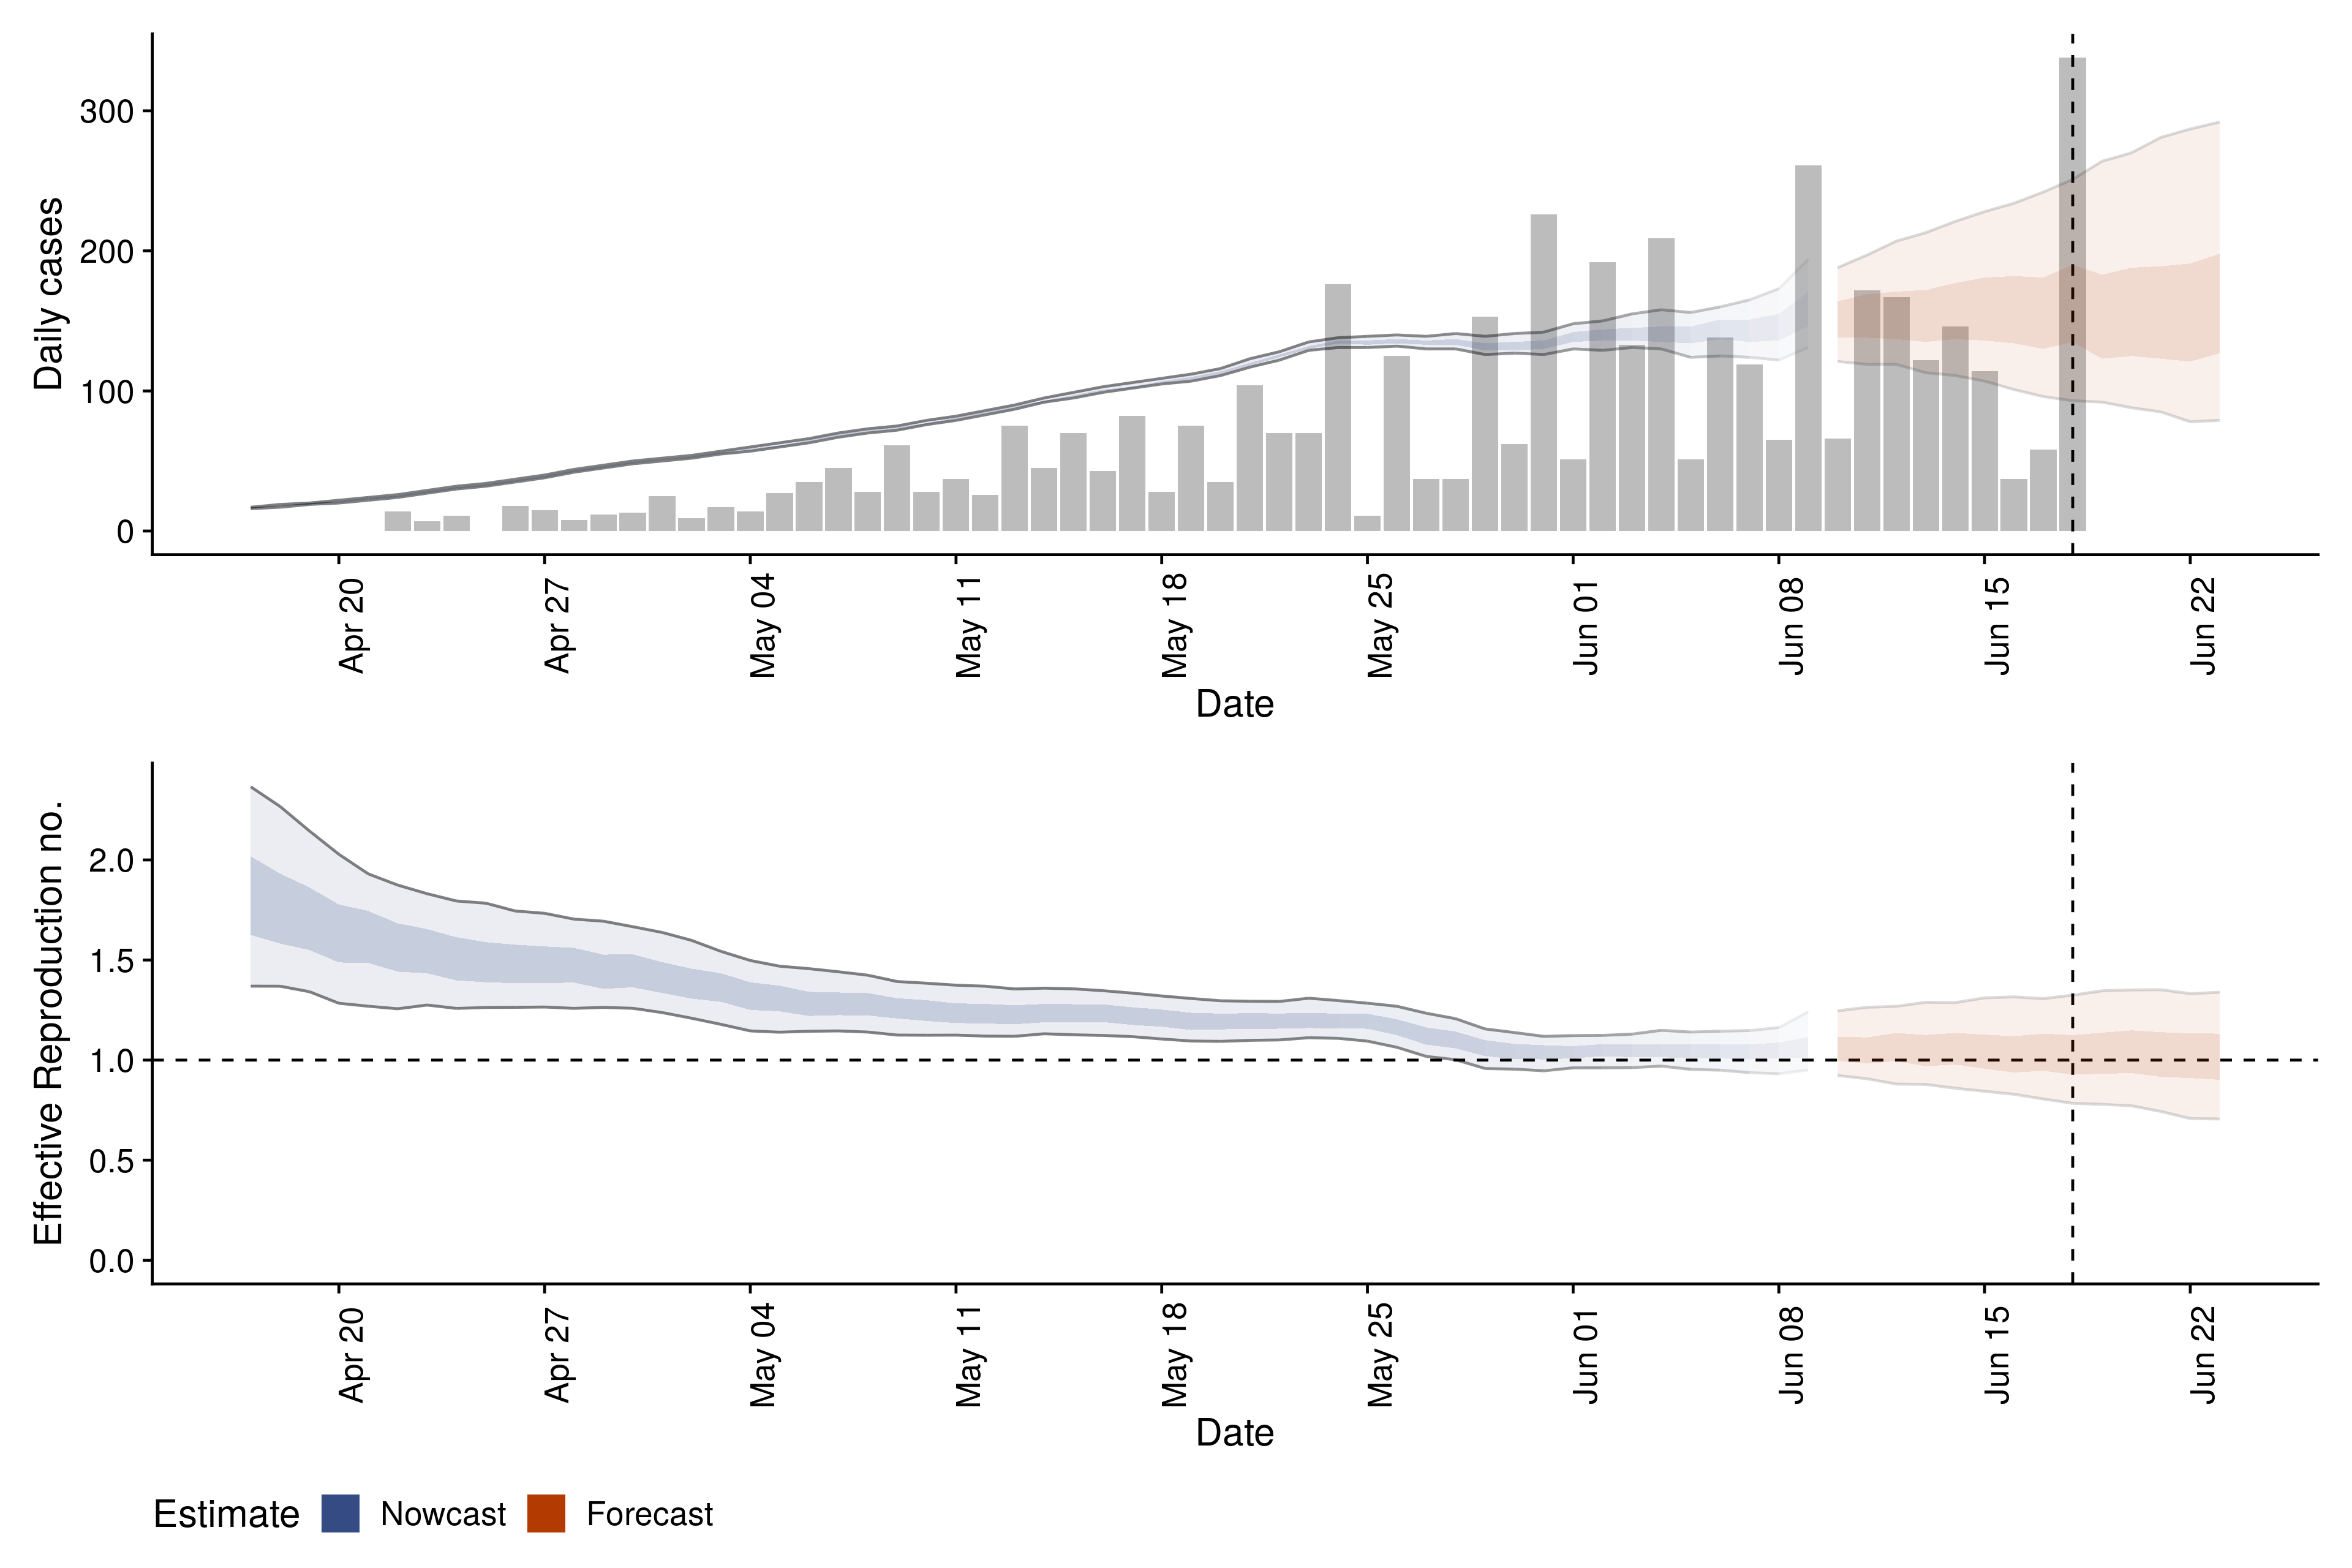 300
200
100
0
Daily cases
Apr 20
Apr 27
May 04
May 11
May 18
May 25
Jun 01
Jun 08
Jun 15
Jun 22
Date
2.0
1.5
1.0
0.5
0.0
Effective Reproduction no.
Apr 20
Apr 27
May 04
May 11
May 18
May 25
Jun 01
Jun 08
Jun 15
Jun 22
Date
Estimate Nowcast Forecast